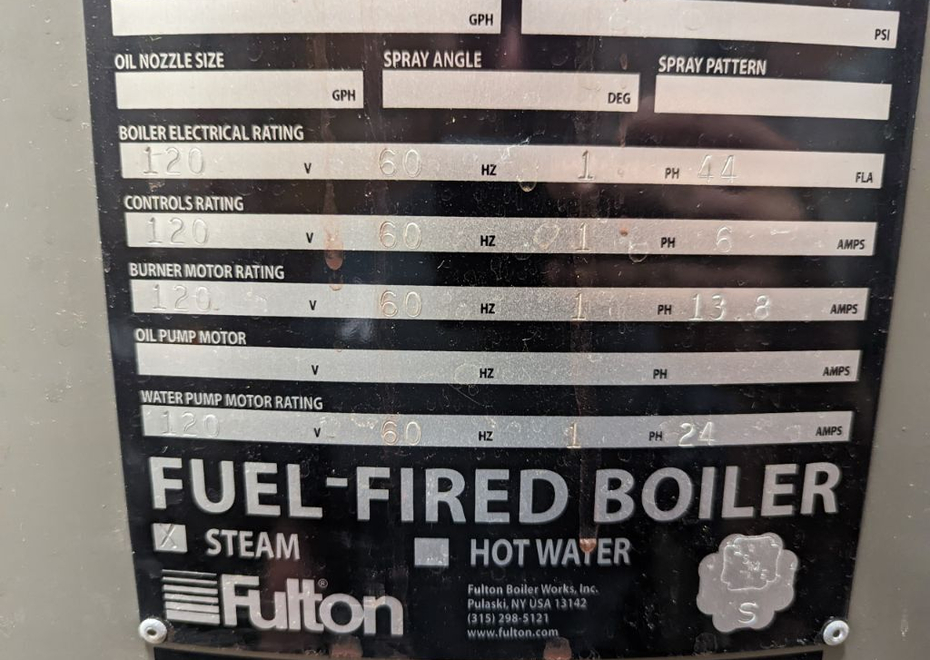 GPH PSI
OIL NOZZLE SIZE SPRAY ANGLE SPRAY PATTERN
GPH DEG
BOILER ELECTRICAL RATING
120 V 60 HZ 1 PH 44 FLA
CONTROLS RATING
120 V 60 HZ 1 PH 6 AMPS
BURNER MOTOR RATING
120 V 60 HZ 1 PH 13.8 AMPS
OIL PUMP MOTOR
V HZ PH AMPS
WATER PUMP MOTOR RATING
120 V 60 HZ 1 PH 24 AMPS
FUEL-FIRED BOILER
X STEAM HOT WATER
Fulton®
Fulton Boiler Works, Inc.
Pulaski, NY USA 13142
(315) 298-5121
www.fulton.com
S